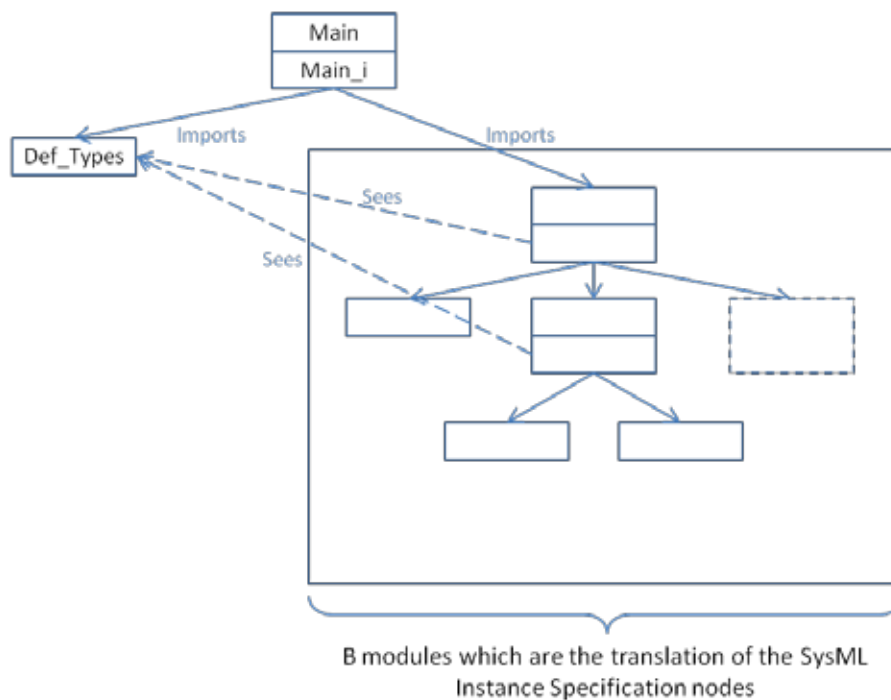 Main
Main_i
Imports
Imports
Def_Types
Sees
Sees
B modules which are the translation of the SysML
Instance Specification nodes